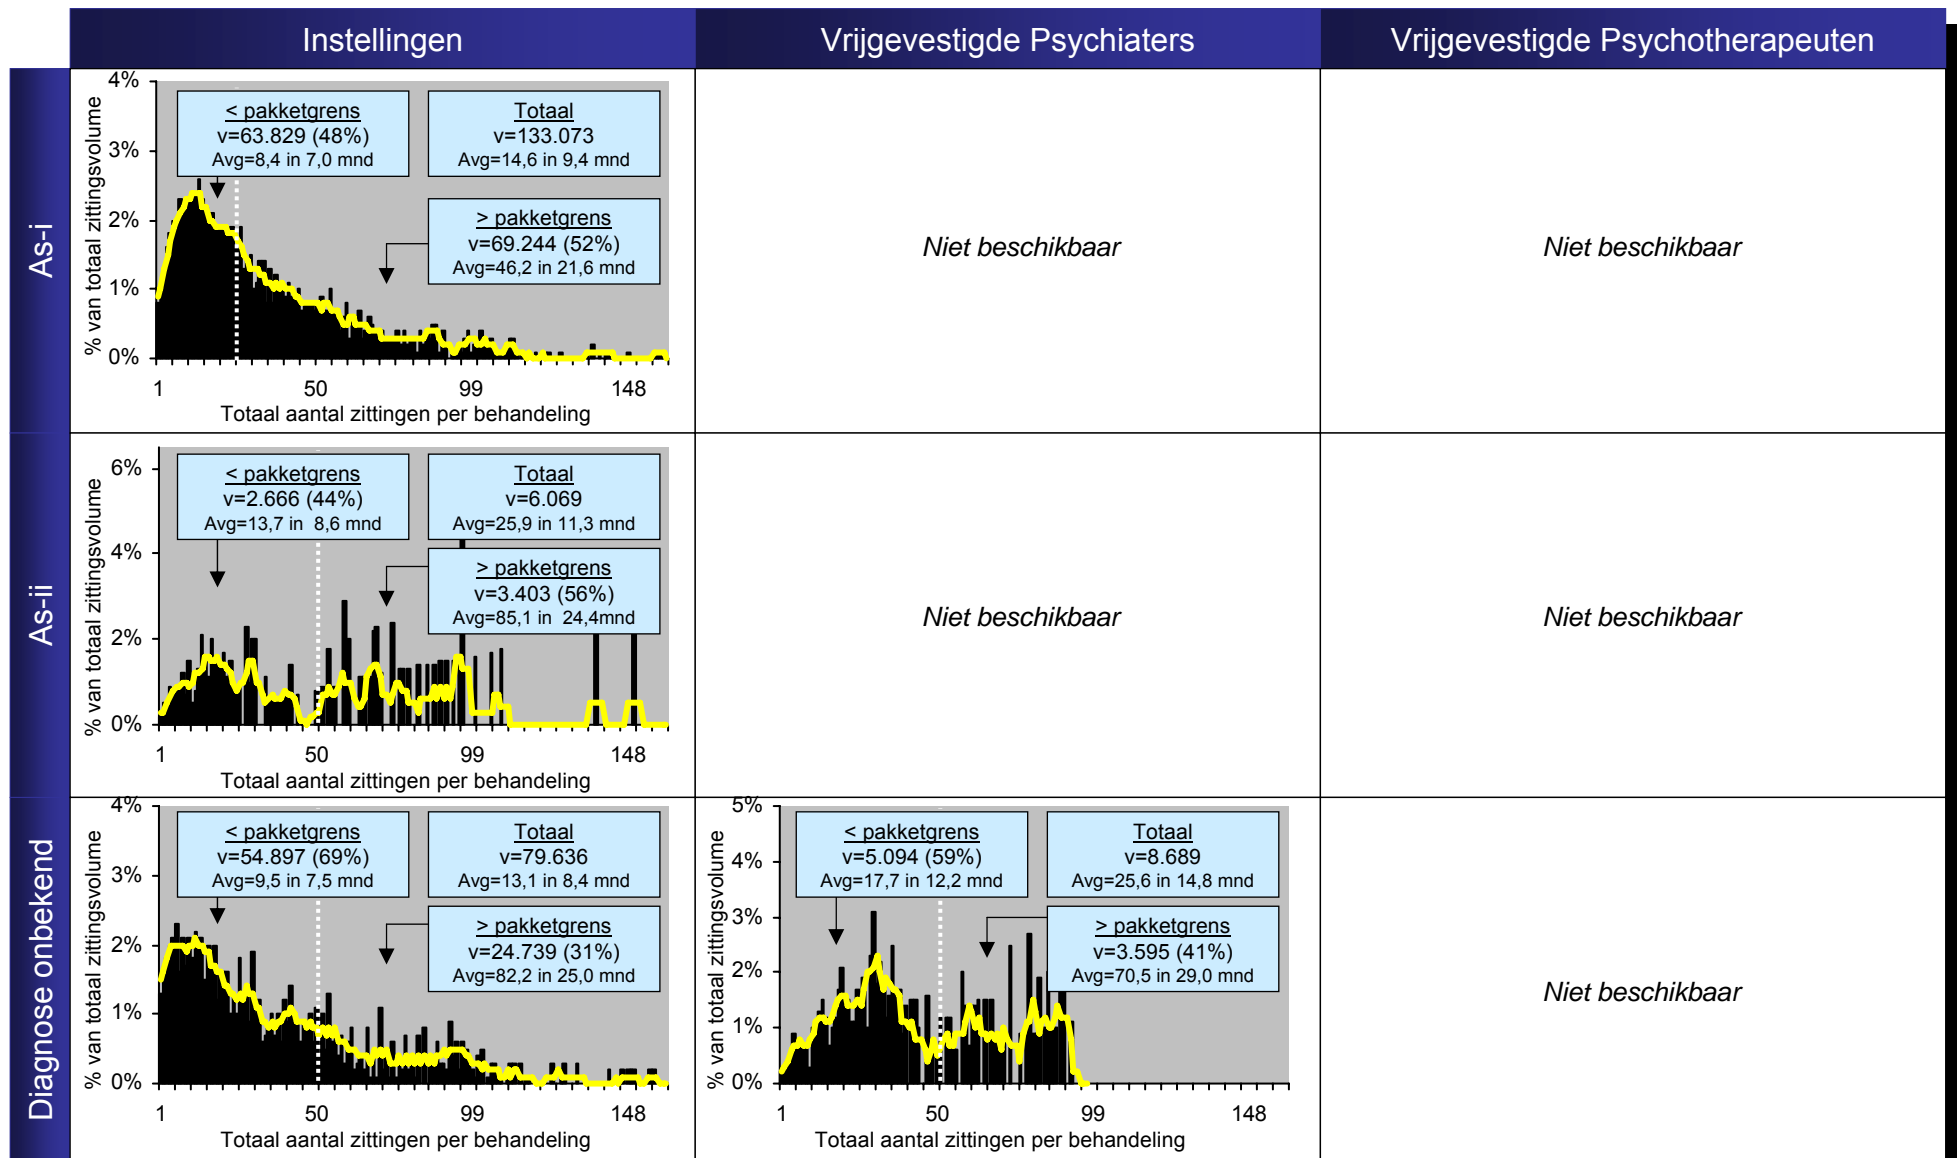 Instellingen
Vrijgevestigde Psychiaters
Vrijgevestigde Psychotherapeuten
As-i
% van totaal zittingsvolume
4%
3%
2%
1%
0%
< pakketgrens
v=63.829 (48%)
Avg=8,4 in 7,0 mnd
Totaal
v=133.073
Avg=14,6 in 9,4 mnd
> pakketgrens
v=69.244 (52%)
Avg=46,2 in 21,6 mnd
1 50 99 148
Totaal aantal zittingen per behandeling
Niet beschikbaar
Niet beschikbaar
As-ii
% van totaal zittingsvolume
6%
4%
2%
0%
< pakketgrens
v=2.666 (44%)
Avg=13,7 in 8,6 mnd
Totaal
v=6.069
Avg=25,9 in 11,3 mnd
> pakketgrens
v=3.403 (56%)
Avg=85,1 in 24,4mnd
1 50 99 148
Totaal aantal zittingen per behandeling
Niet beschikbaar
Niet beschikbaar
Diagnose onbekend
% van totaal zittingsvolume
4%
3%
2%
1%
0%
< pakketgrens
v=54.897 (69%)
Avg=9,5 in 7,5 mnd
Totaal
v=79.636
Avg=13,1 in 8,4 mnd
> pakketgrens
v=24.739 (31%)
Avg=82,2 in 25,0 mnd
1 50 99 148
Totaal aantal zittingen per behandeling
% van totaal zittingsvolume
5%
4%
3%
2%
1%
0%
< pakketgrens
v=5.094 (59%)
Avg=17,7 in 12,2 mnd
Totaal
v=8.689
Avg=25,6 in 14,8 mnd
> pakketgrens
v=3.595 (41%)
Avg=70,5 in 29,0 mnd
1 50 99 148
Totaal aantal zittingen per behandeling
Niet beschikbaar